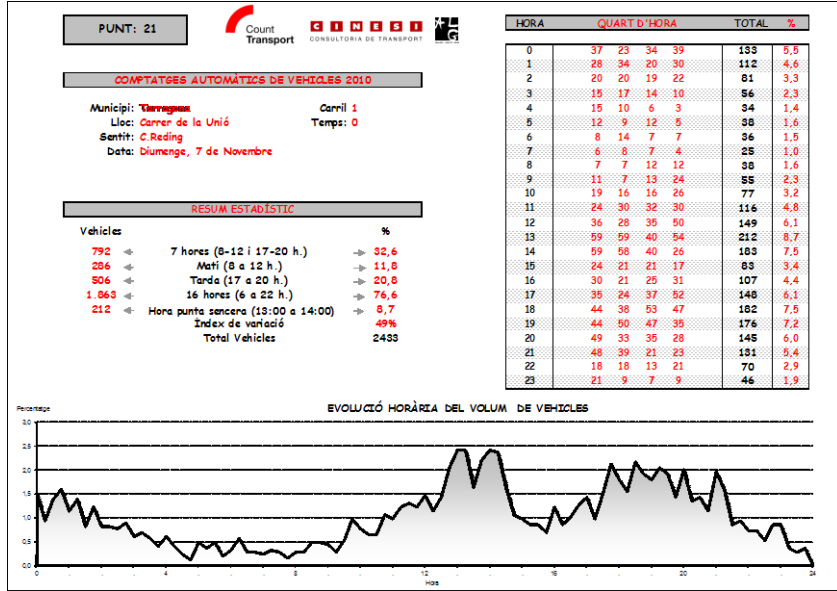 PUNT: 21
Count
Transport
CINESI
CONSULTORIA DE TRANSPORT
COMPTATGES AUTOMÀTICS DE VEHICLES 2010
Municipi: Tarragona Carril 1
Lloc: Carrer de la Unió Temps: 0
Sentit: C.Reding
Data: Diumenge, 7 de Novembre
RESUM ESTADÍSTIC
Vehicles %
792 7 hores (8-12 i 17-20 h.) 32,6
286 Matí (8 a 12 h.) 11,8
506 Tarda (17 a 20 h.) 20,8
1.863 16 hores (6 a 22 h.) 76,6
212 Hora punta sencera (13:00 a 14:00) 8,7
Índex de variació 49%
Total Vehicles 2433
HORA QUART D'HORA TOTAL %
0 37 23 34 39 133 5,5
1 28 34 20 30 112 4,6
2 20 20 19 22 81 3,3
3 15 17 14 10 56 2,3
4 15 10 6 3 34 1,4
5 12 9 12 5 38 1,6
6 8 14 7 7 36 1,5
7 6 8 7 4 25 1,0
8 7 7 12 12 38 1,6
9 11 7 13 24 55 2,3
10 19 16 16 26 77 3,2
11 24 30 32 30 116 4,8
12 36 28 35 50 149 6,1
13 59 59 40 54 212 8,7
14 59 58 40 26 183 7,5
15 24 21 21 17 83 3,4
16 30 21 25 31 107 4,4
17 35 24 37 52 148 6,1
18 44 38 53 47 182 7,5
19 44 50 47 35 176 7,2
20 49 33 35 28 145 6,0
21 48 39 21 23 131 5,4
22 18 18 13 21 70 2,9
23 21 9 7 9 46 1,9
EVOLUCIÓ HORÀRIA DEL VOLUM DE VEHICLES
Percentatge
3,0
2,5
2,0
1,5
1,0
0,5
0,0
0 4 8 12 16 20 24
Hora